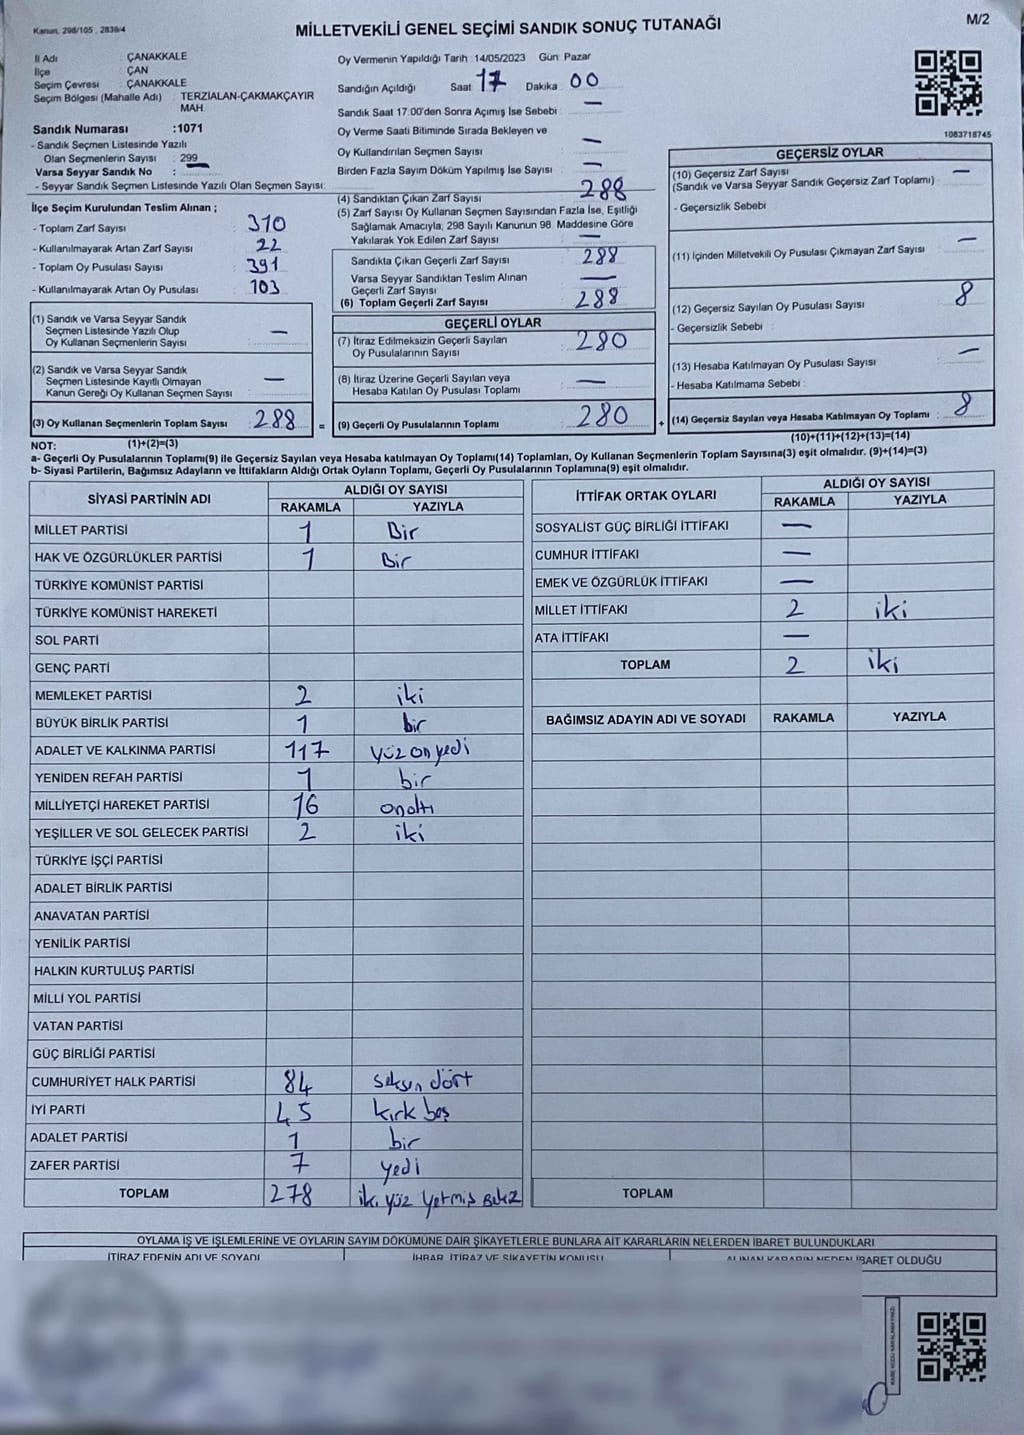 Kanun, 298/105 , 2839/4
MİLLETVEKİLİ GENEL SEÇİMİ SANDIK SONUÇ TUTANAĞI
M/2
İl Adı : ÇANAKKALE
İlçe : ÇAN
Seçim Çevresi : ÇANAKKALE
Seçim Bölgesi (Mahalle Adı) : TERZİALAN-ÇAKMAKÇAYIR MAH.
Sandık Numarası :1071
- Sandık Seçmen Listesinde Yazılı
Olan Seçmenlerin Sayısı : 299
Varsa Seyyar Sandık No : —
- Seyyar Sandık Seçmen Listesinde Yazılı Olan Seçmen Sayısı:
Oy Vermenin Yapıldığı Tarih :14/05/2023 Gün: Pazar
Sandığın Açıldığı Saat 17 Dakika : 00
Sandık Saat 17:00'den Sonra Açımış İse Sebebi : —
Oy Verme Saati Bitiminde Sırada Bekleyen ve
Oy Kullandırılan Seçmen Sayısı : —
Birden Fazla Sayım Döküm Yapılmış İse Sayısı : —
1083718745
İlçe Seçim Kurulundan Teslim Alınan ;
- Toplam Zarf Sayısı : 310
- Kullanılmayarak Artan Zarf Sayısı : 22
- Toplam Oy Pusulası Sayısı : 391
- Kullanılmayarak Artan Oy Pusulası : 103
(4) Sandıktan Çıkan Zarf Sayısı : 288
(5) Zarf Sayısı Oy Kullanan Seçmen Sayısından Fazla İse, Eşitliği
Sağlamak Amacıyla; 298 Sayılı Kanunun 98. Maddesine Göre
Yakılarak Yok Edilen Zarf Sayısı : —
Sandıkta Çıkan Geçerli Zarf Sayısı : 288
Varsa Seyyar Sandıktan Teslim Alınan
Geçerli Zarf Sayısı : —
(6) Toplam Geçerli Zarf Sayısı : 288
GEÇERSİZ OYLAR
(10) Geçersiz Zarf Sayısı : —
(Sandık ve Varsa Seyyar Sandık Geçersiz Zarf Toplamı)
- Geçersizlik Sebebi :
(11) İçinden Milletvekili Oy Pusulası Çıkmayan Zarf Sayısı : —
(12) Geçersiz Sayılan Oy Pusulası Sayısı : 8
- Geçersizlik Sebebi :
(13) Hesaba Katılmayan Oy Pusulası Sayısı : —
- Hesaba Katılmama Sebebi :
(14) Geçersiz Sayılan veya Hesaba Katılmayan Oy Toplamı : 8
(1) Sandık ve Varsa Seyyar Sandık
Seçmen Listesinde Yazılı Olup
Oy Kullanan Seçmenlerin Sayısı : —
(2) Sandık ve Varsa Seyyar Sandık
Seçmen Listesinde Kayıtlı Olmayan
Kanun Gereği Oy Kullanan Seçmen Sayısı : —
(3) Oy Kullanan Seçmenlerin Toplam Sayısı : 288 =
GEÇERLİ OYLAR
(7) İtiraz Edilmeksizin Geçerli Sayılan
Oy Pusulalarının Sayısı : 280
(8) İtiraz Üzerine Geçerli Sayılan veya
Hesaba Katılan Oy Pusulası Toplamı : —
(9) Geçerli Oy Pusulalarının Toplamı : 280 +
NOT: (1)+(2)=(3) (10)+(11)+(12)+(13)=(14)
a- Geçerli Oy Pusulalarının Toplamı(9) ile Geçersiz Sayılan veya Hesaba katılmayan Oy Toplamı(14) Toplamları, Oy Kullanan Seçmenlerin Toplam Sayısına(3) eşit olmalıdır. (9)+(14)=(3)
b- Siyasi Partilerin, Bağımsız Adayların ve İttifakların Aldığı Ortak Oyların Toplamı, Geçerli Oy Pusulalarının Toplamına(9) eşit olmalıdır.
SİYASİ PARTİNİN ADI ALDIĞI OY SAYISI
RAKAMLA YAZIYLA
MİLLET PARTİSİ 1 Bir
HAK VE ÖZGÜRLÜKLER PARTİSİ 1 Bir
TÜRKİYE KOMÜNİST PARTİSİ
TÜRKİYE KOMÜNİST HAREKETİ
SOL PARTİ
GENÇ PARTİ
MEMLEKET PARTİSİ 2 iki
BÜYÜK BİRLİK PARTİSİ 1 bir
ADALET VE KALKINMA PARTİSİ 117 yüz on yedi
YENİDEN REFAH PARTİSİ 1 bir
MİLLİYETÇİ HAREKET PARTİSİ 16 onaltı
YEŞİLLER VE SOL GELECEK PARTİSİ 2 iki
TÜRKİYE İŞÇİ PARTİSİ
ADALET BİRLİK PARTİSİ
ANAVATAN PARTİSİ
YENİLİK PARTİSİ
HALKIN KURTULUŞ PARTİSİ
MİLLİ YOL PARTİSİ
VATAN PARTİSİ
GÜÇ BİRLİĞİ PARTİSİ
CUMHURİYET HALK PARTİSİ 84 seksen dört
İYİ PARTİ 45 kırk beş
ADALET PARTİSİ 1 bir
ZAFER PARTİSİ 7 yedi
TOPLAM 278 iki yüz yetmiş sekiz
İTTİFAK ORTAK OYLARI ALDIĞI OY SAYISI
RAKAMLA YAZIYLA
SOSYALİST GÜÇ BİRLİĞİ İTTİFAKI —
CUMHUR İTTİFAKI —
EMEK VE ÖZGÜRLÜK İTTİFAKI —
MİLLET İTTİFAKI 2 iki
ATA İTTİFAKI —
TOPLAM 2 iki
BAĞIMSIZ ADAYIN ADI VE SOYADI RAKAMLA YAZIYLA
TOPLAM
OYLAMA İŞ VE İŞLEMLERİNE VE OYLARIN SAYIM DÖKÜMÜNE DAİR ŞİKAYETLERLE BUNLARA AİT KARARLARIN NELERDEN İBARET BULUNDUKLARI
İTİRAZ EDENİN ADI VE SOYADI İHBAR, İTİRAZ VE ŞİKAYETİN KONUSU ALINAN KARARIN NEDEN İBARET OLDUĞU